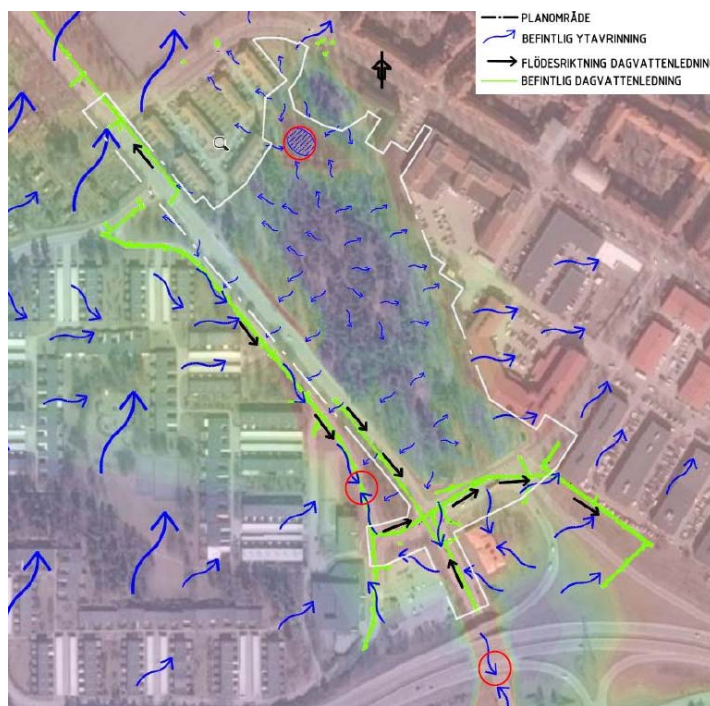 PLANOMRÅDE
BEFINTLIG YTAVRINNING
FLÖDESRIKTNING DAGVATTENLEDNIN
BEFINTLIG DAGVATTENLEDNING